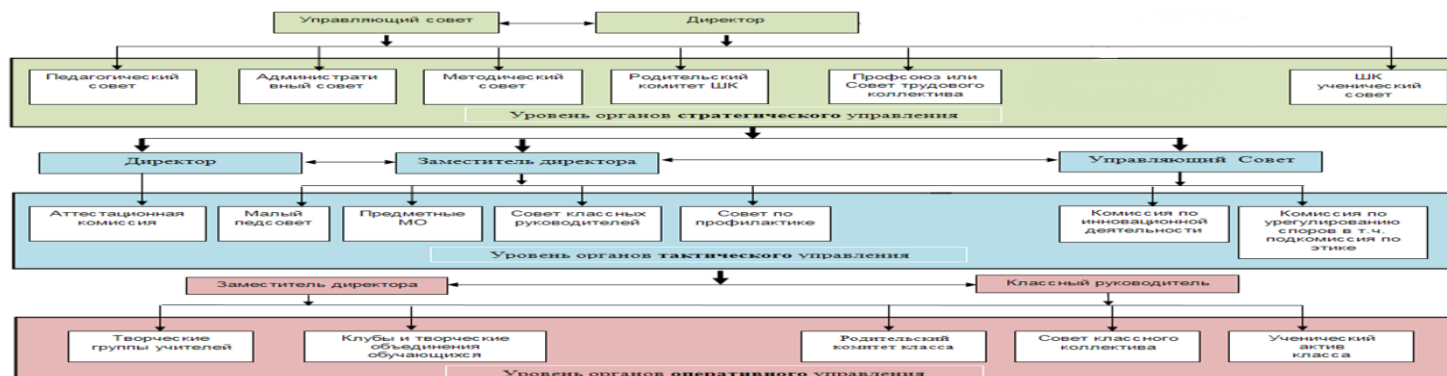 Управляющий совет
Директор
Педагогический
совет
Администрати
вный совет
Методический
совет
Родительский
комитет ШК
Профсоюз или
Совет трудового
коллектива
ШК
ученический
совет
Уровень органов стратегического управления
Директор
Заместитель директора
Управляющий Совет
Аттестационная
комиссия
Малый
педсовет
Предметные
МО
Совет классных
руководителей
Совет по
профилактике
Комиссия по
инновационной
деятельности
Комиссия по
урегулированию
споров в т.ч.
подкомиссия по
этике
Уровень органов тактического управления
Заместитель директора
Классный руководитель
Творческие
группы учителей
Клубы и творческие
объединения
обучающихся
Родительский
комитет класса
Совет классного
коллектива
Ученический
актив
класса
Уровень органов оперативного управления